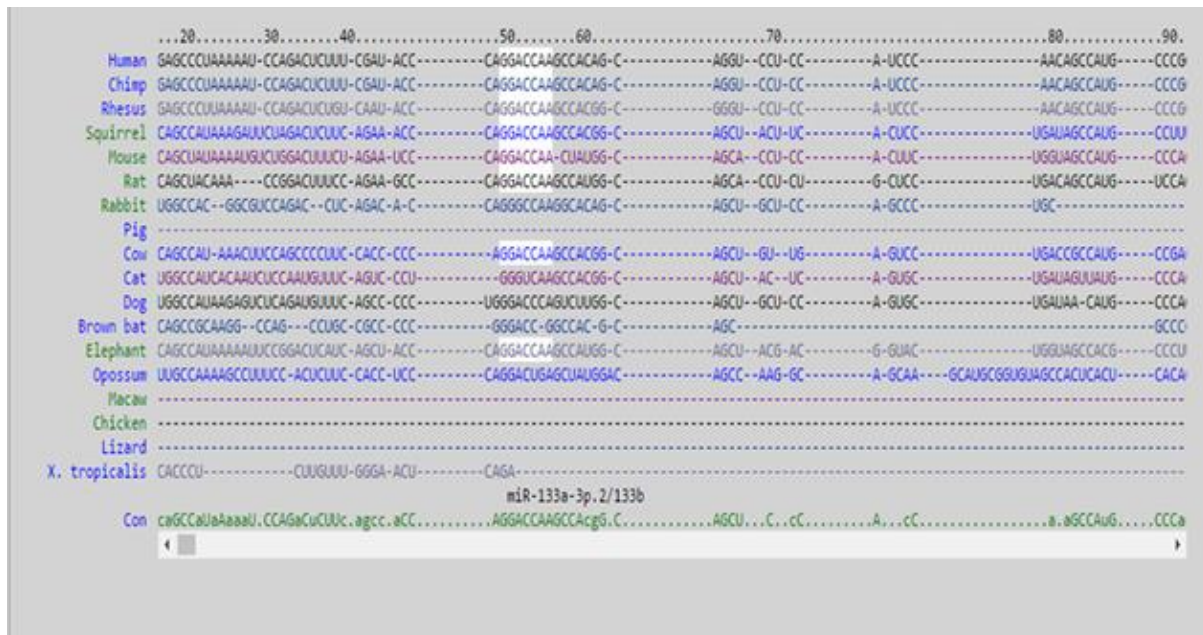 ...20.........30........40...................50........60......................70..................................80............90.
Human GAGCCCUAAAAAU-CCAGACUCUUU-CGAU-ACC---------CAGGACCAAGCCACAG-C-----------AGGU--CCU-CC------A-UCCC---------------AACAGCCAUG-----CCCG
Chimp GAGCCCUAAAAAU-CCAGACUCUUU-CGAU-ACC---------CAGGACCAAGCCACAG-C-----------AGGU--CCU-CC------A-UCCC---------------AACAGCCAUG-----CCCG
Rhesus GAGCCCUUAAAAU-CCAGACUCUGU-CAAU-ACC---------CAGGACCAAGCCACGG-C-----------GGGU--CCU-CC------A-UCCC---------------AACAGCCAUG-----CCCG
Squirrel CAGCCAUAAAGAUUCUAGACUCUUC-AGAA-ACC---------CAGGACCAAGCCACGG-C-----------AGCU--ACU-UC------A-CUCC---------------UGAUAGCCAUG-----CCUU
Mouse CAGCUAUAAAAUGUCUGGACUUUCU-AGAA-UCC---------CAGGACCAA-CUAUGG-C-----------AGCA--CCU-CC------A-CUUC---------------UGGUAGCCAUG-----CCCA
Rat CAGCUACAAA----CCGGACUUUCC-AGAA-GCC---------CAGGACCAAGCCAUGG-C-----------AGCA--CCU-CU------G-CUCC---------------UGACAGCCAUG-----UCCA
Rabbit UGGCCAC--GGCGUCCAGAC--CUC-AGAC-A-C---------CAGGGCCAAGGCACAG-C-----------AGCU--GCU-CC------A-GCCC---------------UGC----------------
Pig ----------------------------------------------------------------------------------------------------------------------------------
Cow CAGCCAU-AAACUUCCAGCCCCUUC-CACC-CCC----------AGGACCAAGCCACGG-C-----------AGCU--GU--UG------A-GUCC---------------UGACCGCCAUG-----CCGA
Cat UGGCCAUCACAAUCUCCAAUGUUUC-AGUC-CCU-----------GGGUCAAGCCACGG-C-----------AGCU--AC--UC------A-GUGC---------------UGAUAGUUAUG-----CCCA
Dog UGGCCAUAAGAGUCUCAGAUGUUUC-AGCC-CCC---------UGGGACCCAGUCUUGG-C-----------AGCU--GCU-CC------A-GUGC---------------UGAUAA-CAUG-----CCCA
Brown bat CAGCCGCAAGG--CCAG---CCUGC-CGCC-CCC----------GGGACC-GGCCAC-G-C-----------AGC------------------------------------------------GCCC
Elephant CAGCCAUAAAAAUUCCGGACUCAUC-AGCU-ACC---------CAGGACCAAGCCAUGG-C-----------AGCU--ACG-AC------G-GUAC---------------UGGUAGCCACG-----CCCU
Opossum UUGCCAAAAGCCUUUCC-ACUCUUC-CACC-UCC---------CAGGACUGAGCUAUGGAC-----------AGCC--AAG-GC------A-GCAA----GCAUGCGGUGUAGCCACUCACU-----CACA
Macaw ----------------------------------------------------------------------------------------------------------------------------------
Chicken ----------------------------------------------------------------------------------------------------------------------------------
Lizard ----------------------------------------------------------------------------------------------------------------------------------
X. tropicalis CACCCU-----------CUUGUUU-GGGA-ACU---------CAGA----------------------------------------------------------------------------------
miR-133a-3p.2/133b
Con caGCCaUaAaaaU.CCAGaCuCUUc.agcc.aCC..........AGGACCAAGCCAcgG.C...........AGCU...C..cC.......A...cC...............a.aGCCAuG.....CCCa